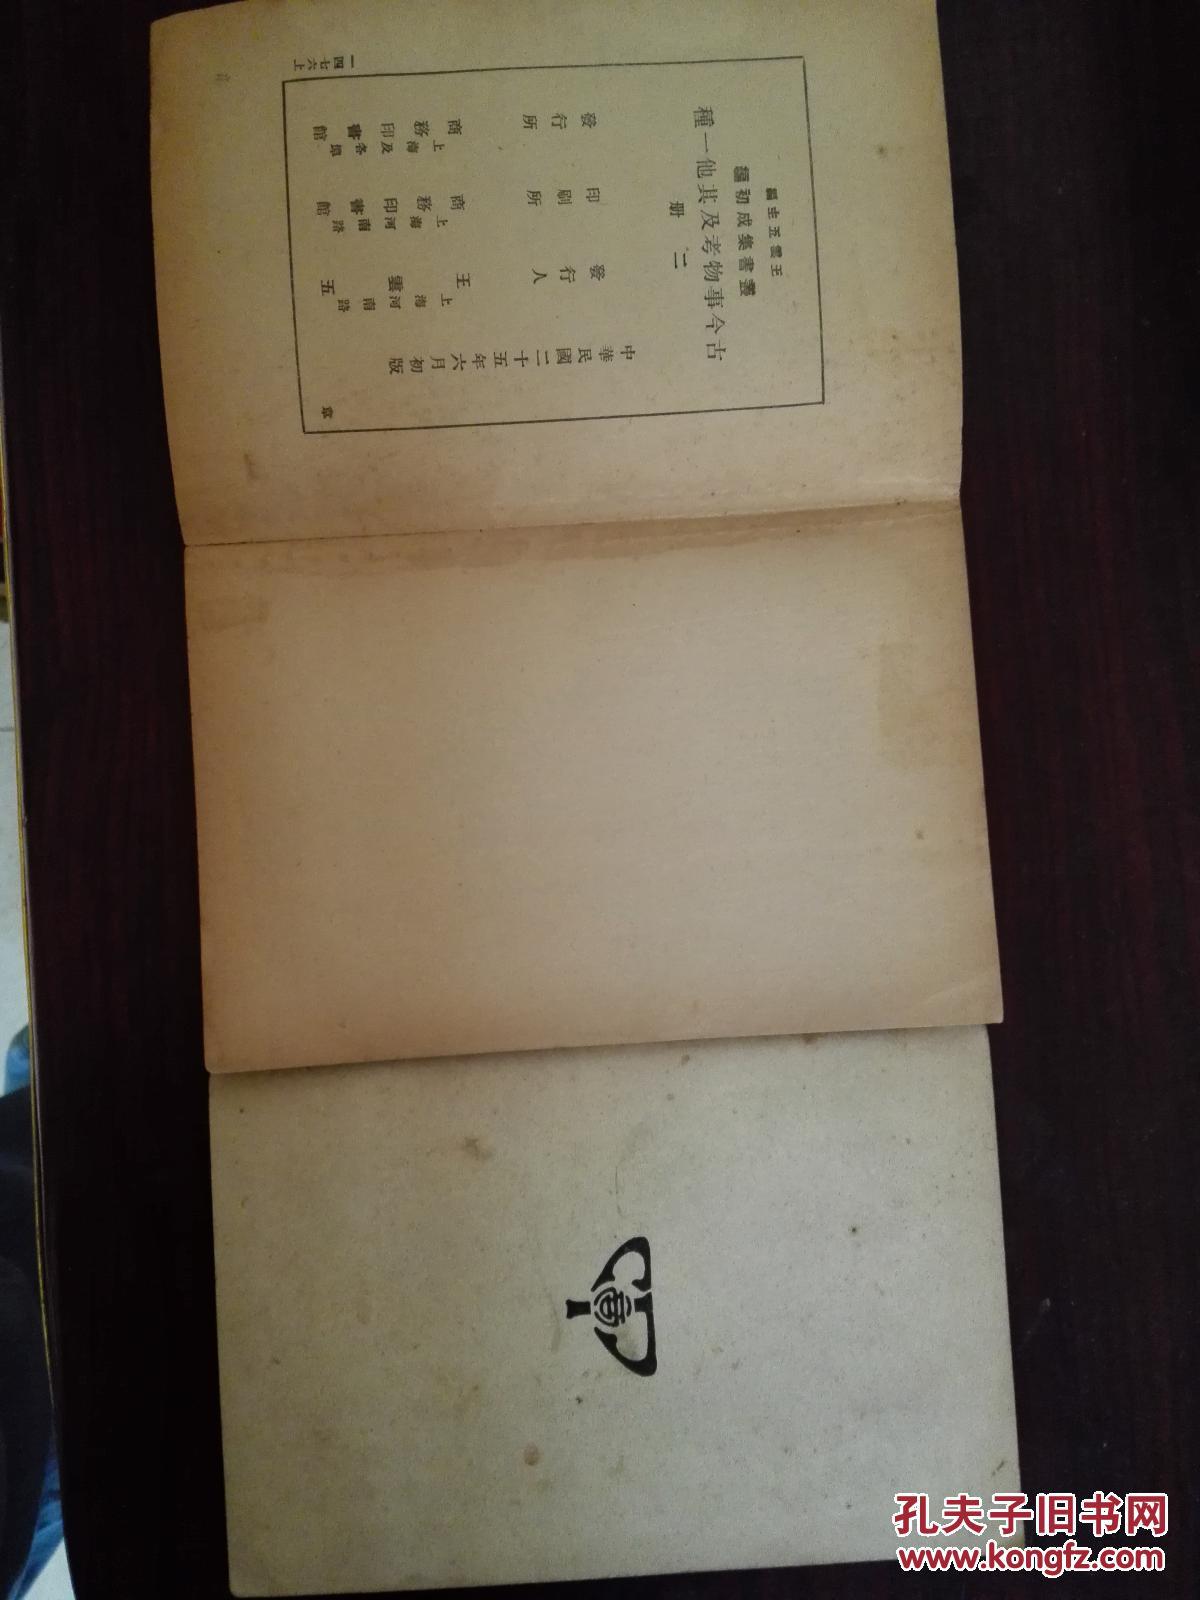 王雲五主編
叢書集成初編
古今事物考及其他一種
二册
中華民國二十五年六月初版
發行人
上海河南路
王雲五
印刷所
上海河南路
商務印書館
發行所
上海及各埠
商務印書館
章
一四七六上
孔夫子旧书网
www.kongfz.com